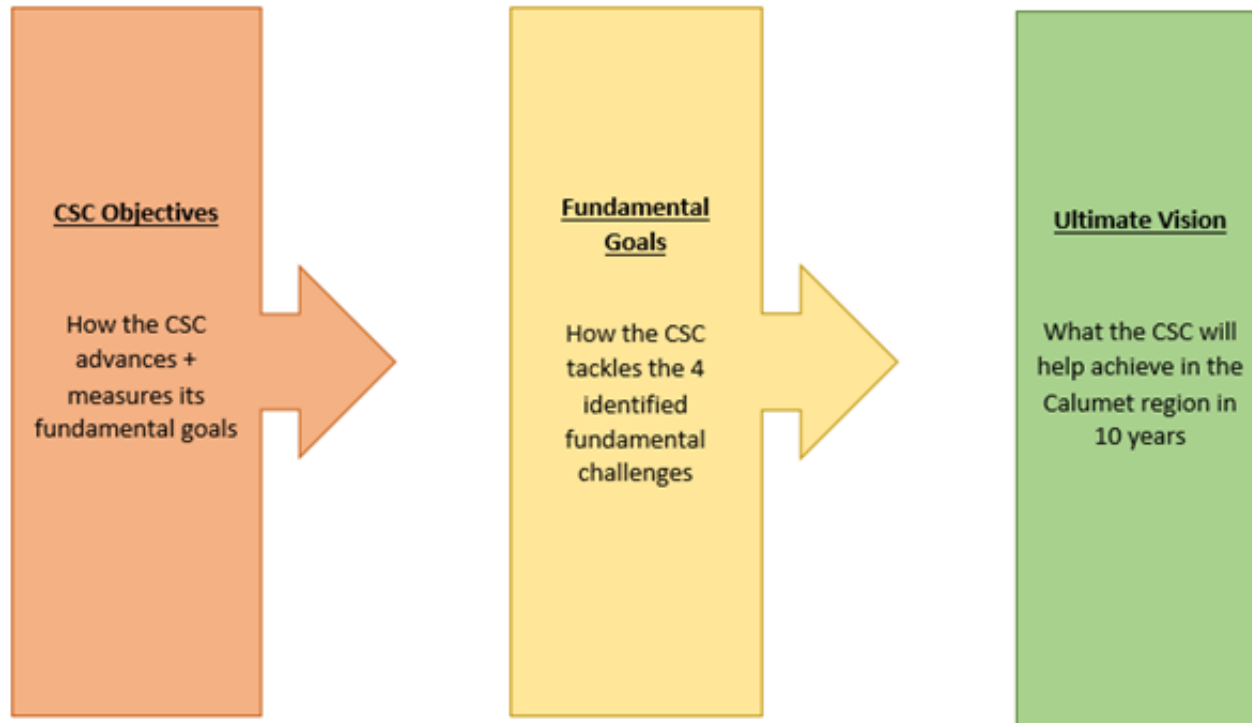 CSC Objectives
How the CSC
advances +
measures its
fundamental goals
Fundamental
Goals
How the CSC
tackles the 4
identified
fundamental
challenges
Ultimate Vision
What the CSC will
help achieve in the
Calumet region in
10 years